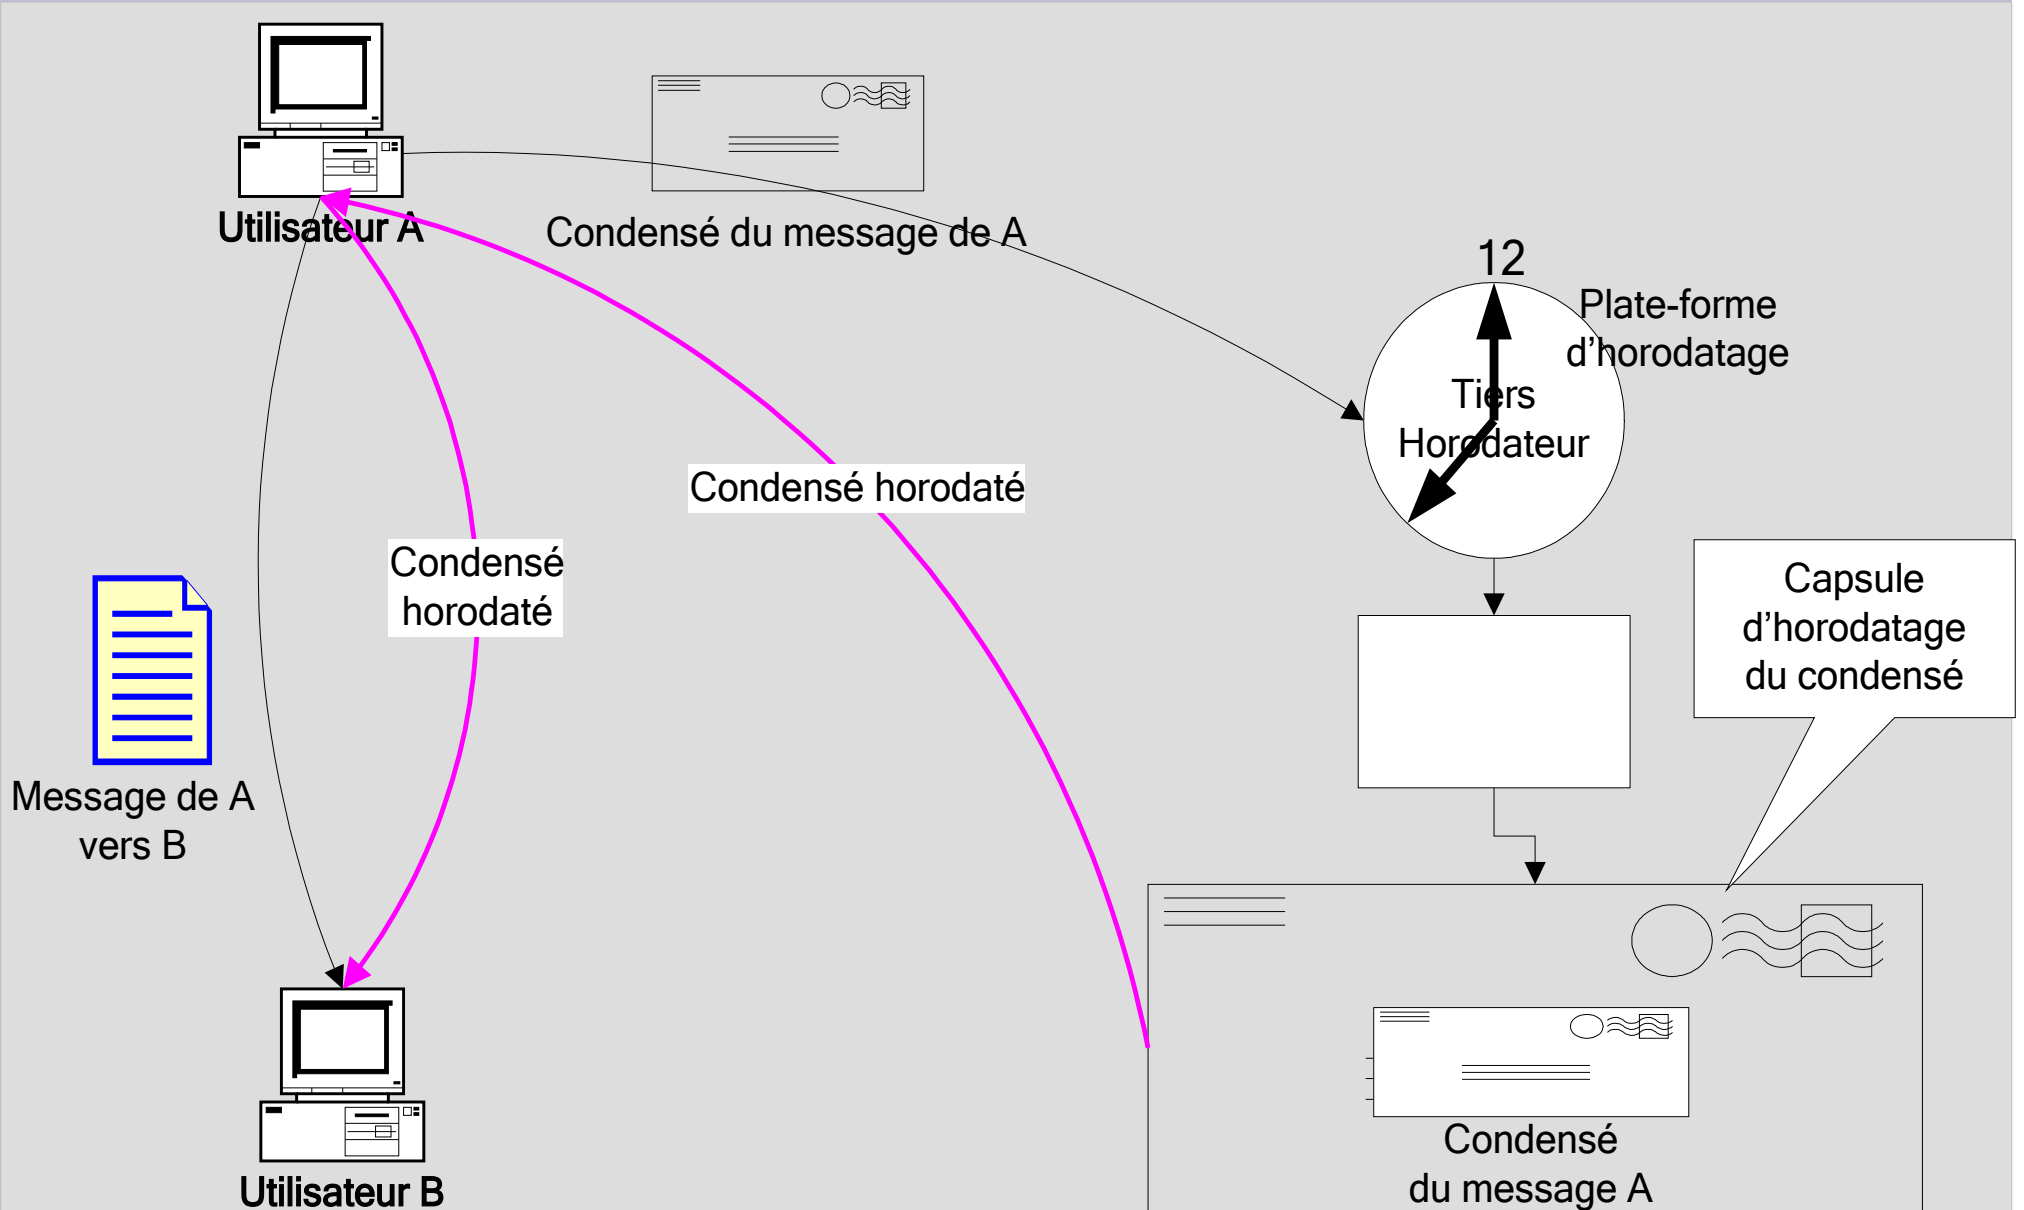 Utilisateur A
Condensé du message de A
12
Plate-forme
d'horodatage
Tiers
Horodateur
Condensé horodaté
Condensé
horodaté
Capsule
d'horodatage
du condensé
Message de A
vers B
Condensé
du message A
Utilisateur B